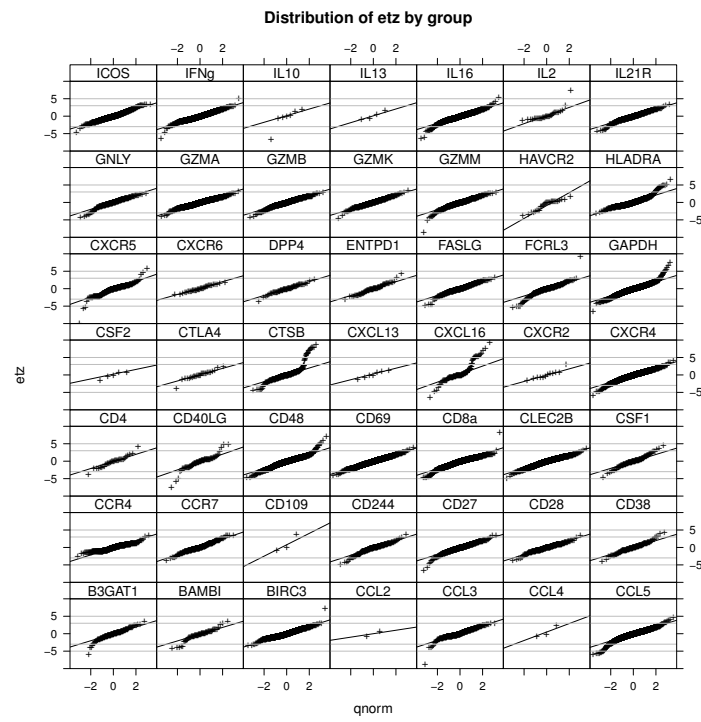 Distribution of etz by group
−2 0 2 −2 0 2 −2 0 2
ICOS IFNg IL10 IL13 IL16 IL2 IL21R
5
0
−5
GNLY GZMA GZMB GZMK GZMM HAVCR2 HLADRA
5
0
−5
CXCR5 CXCR6 DPP4 ENTPD1 FASLG FCRL3 GAPDH
5
0
−5
CSF2 CTLA4 CTSB CXCL13 CXCL16 CXCR2 CXCR4
5
0
−5
CD4 CD40LG CD48 CD69 CD8a CLEC2B CSF1
5
0
−5
CCR4 CCR7 CD109 CD244 CD27 CD28 CD38
5
0
−5
B3GAT1 BAMBI BIRC3 CCL2 CCL3 CCL4 CCL5
5
0
−5
−2 0 2 −2 0 2 −2 0 2 −2 0 2
etz
qnorm